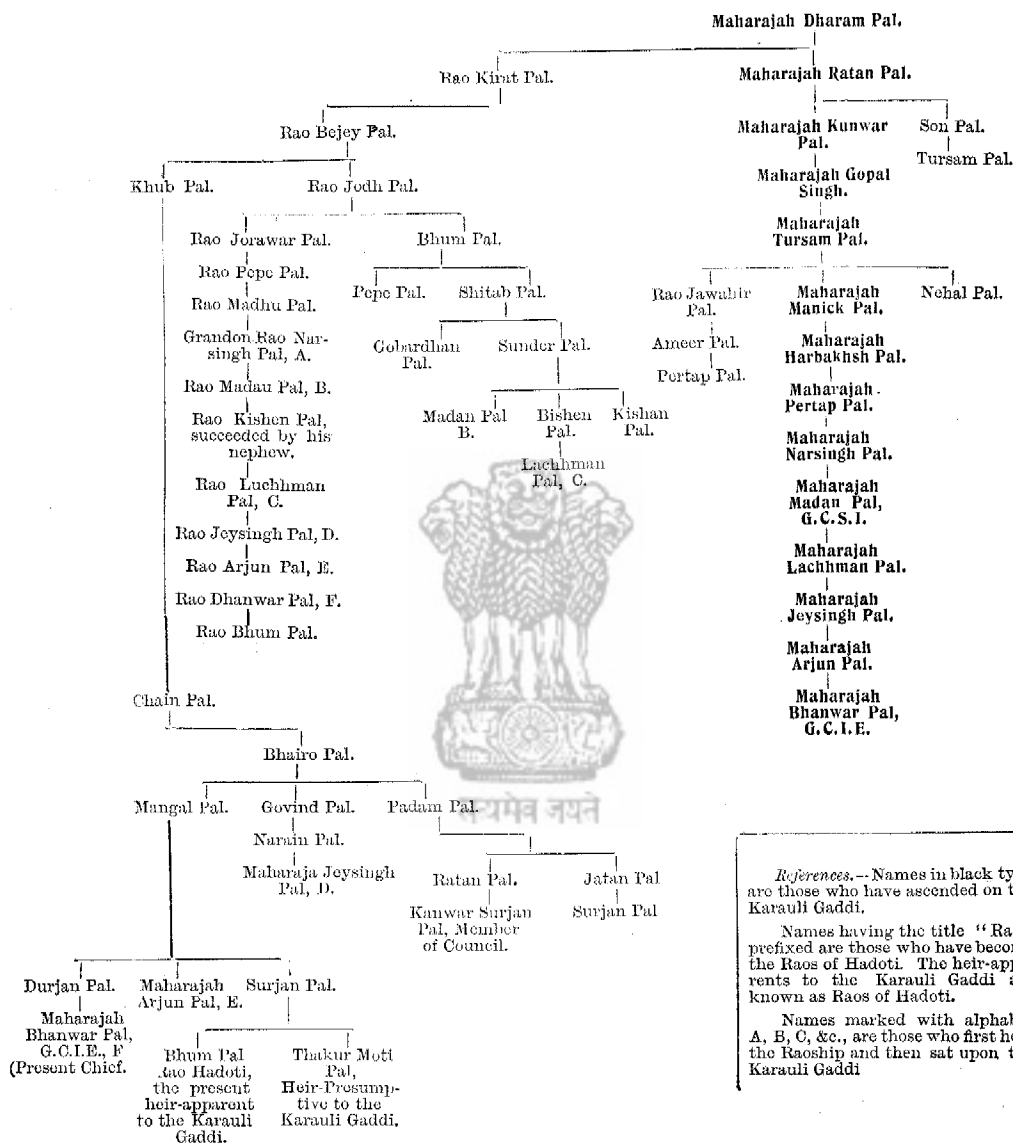 Maharajah Dharam Pal.
Rao Kirat Pal.
Maharajah Ratan Pal.
Rao Bejey Pal.
Maharajah Kunwar
Pal.
Son Pal.
Tursam Pal.
Khub Pal.
Rao Jodh Pal.
Maharajah Gopal
Singh.
Maharajah
Tursam Pal.
Rao Jorawar Pal.
Bhum Pal.
Rao Pepe Pal.
Pepe Pal.
Shitab Pal.
Rao Jawahir
Pal.
Maharajah
Manick Pal.
Nehal Pal.
Rao Madhu Pal.
Grandon Rao Nar-
singh Pal, A.
Gobardhan
Pal.
Sunder Pal.
Ameer Pal.
Maharajah
Harbakhsh Pal.
Pertap Pal.
Rao Madau Pal, B.
Maharajah
Pertap Pal.
Rao Kishen Pal,
succeeded by his
nephew.
Madan Pal
B.
Bishen
Pal.
Kishan
Pal.
Maharajah
Narsingh Pal.
Lachhman
Pal, C.
Rao Luchhman
Pal, C.
Maharajah
Madan Pal,
G.C.S.I.
Rao Jeysingh Pal, D.
Rao Arjun Pal, E.
Maharajah
Lachhman Pal.
Rao Dhanwar Pal, F.
Maharajah
Jeysingh Pal.
Rao Bhum Pal.
Maharajah
Arjun Pal.
Chain Pal.
Maharajah
Bhanwar Pal,
G.C.I.E.
Bhairo Pal.
Mangal Pal.
Govind Pal.
Padam Pal.
सत्यमेव जयते
Narain Pal.
Maharaja Jeysingh
Pal, D.
Ratan Pal.
Jatan Pal
Kanwar Surjan
Pal, Member
of Council.
Surjan Pal
Durjan Pal.
Maharajah
Arjun Pal, E.
Surjan Pal.
Maharajah
Bhanwar Pal,
G.C.I.E., F
(Present Chief.
Bhum Pal
Rao Hadoti,
the present
heir-apparent
to the Karauli
Gaddi.
Thakur Moti
Pal,
Heir-Presump-
tive to the
Karauli Gaddi.
References.—Names in black ty
are those who have ascended on t
Karauli Gaddi.
Names having the title "Ra
prefixed are those who have becom
the Raos of Hadoti. The heir-app
rents to the Karauli Gaddi a
known as Raos of Hadoti.
Names marked with alphab
A, B, C, &c., are those who first he
the Raoship and then sat upon t
Karauli Gaddi